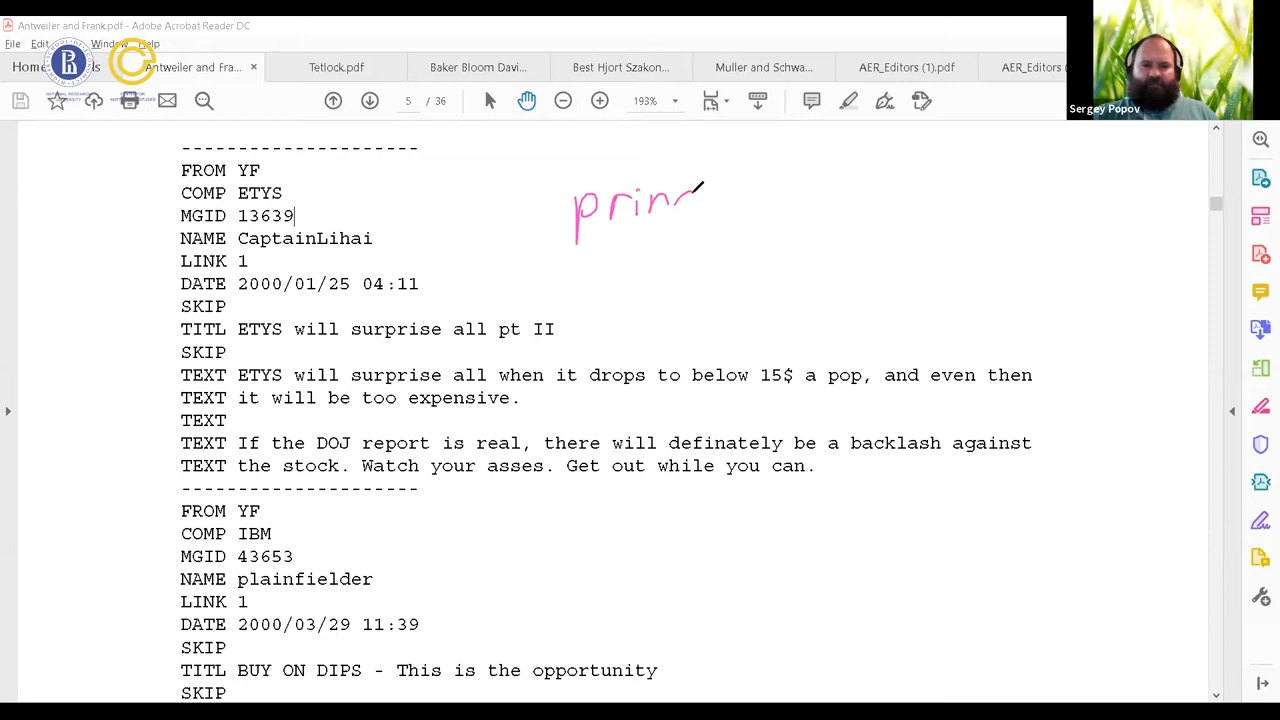 Antweiler and Frank.pdf - Adobe Acrobat Reader DC
File Edit Window Help
Home Antweiler and Fra... × Tetlock.pdf Baker Bloom Davi... Best Hjort Szakon... Muller and Schwa... AER_Editors (1).pdf AER_Editors
5 / 36 193%
Sergey Popov
---------------------
FROM YF
COMP ETYS
MGID 13639
NAME CaptainLihai
LINK 1
DATE 2000/01/25 04:11
SKIP
TITL ETYS will surprise all pt II
SKIP
TEXT ETYS will surprise all when it drops to below 15$ a pop, and even then
TEXT it will be too expensive.
TEXT
TEXT If the DOJ report is real, there will definately be a backlash against
TEXT the stock. Watch your asses. Get out while you can.
---------------------
FROM YF
COMP IBM
MGID 43653
NAME plainfielder
LINK 1
DATE 2000/03/29 11:39
SKIP
TITL BUY ON DIPS - This is the opportunity
SKIP